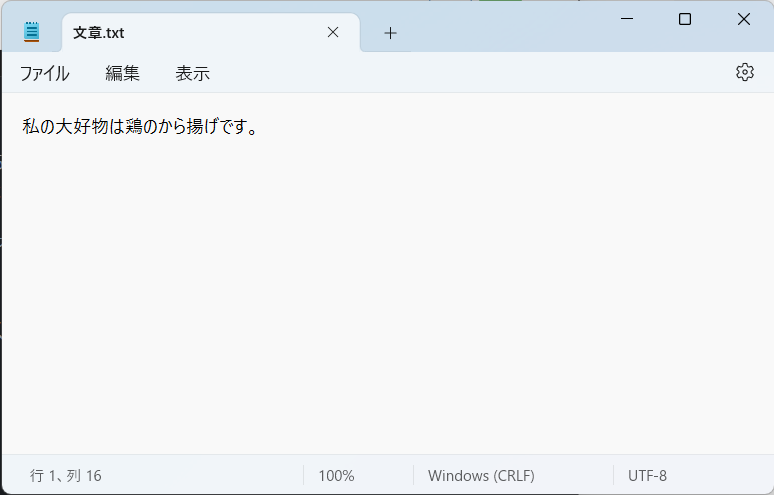 文章.txt
ファイル 編集 表示
私の大好物は鶏のから揚げです。
行 1、列 16 100% Windows (CRLF) UTF-8